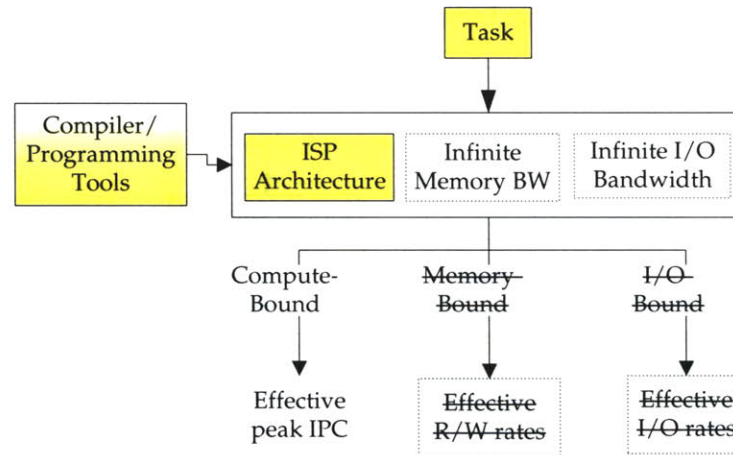 Task
Compiler/
Programming
Tools
ISP
Architecture
Infinite
Memory BW
Infinite I/O
Bandwidth
Compute-
Bound
Memory
Bound
I/O
Bound
Effective
peak IPC
Effective
R/W rates
Effective
I/O rates